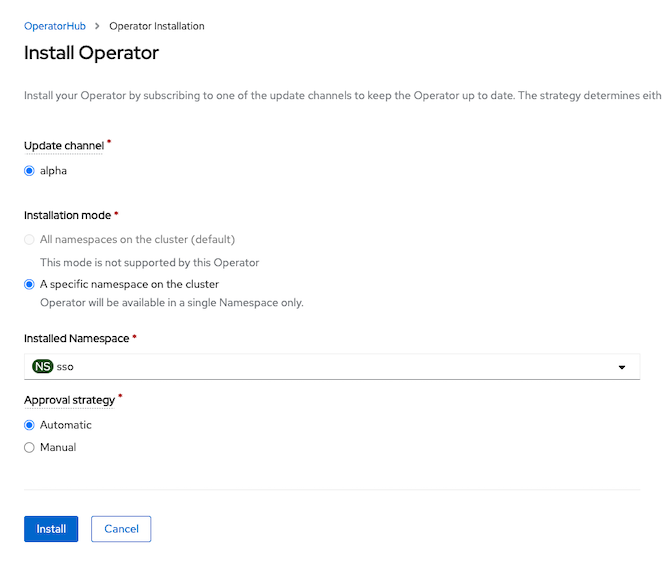 OperatorHub > Operator Installation
Install Operator
Install your Operator by subscribing to one of the update channels to keep the Operator up to date. The strategy determines eith
Update channel *
alpha
Installation mode *
All namespaces on the cluster (default)
This mode is not supported by this Operator
A specific namespace on the cluster
Operator will be available in a single Namespace only.
Installed Namespace *
NS sso
Approval strategy *
Automatic
Manual
Install Cancel